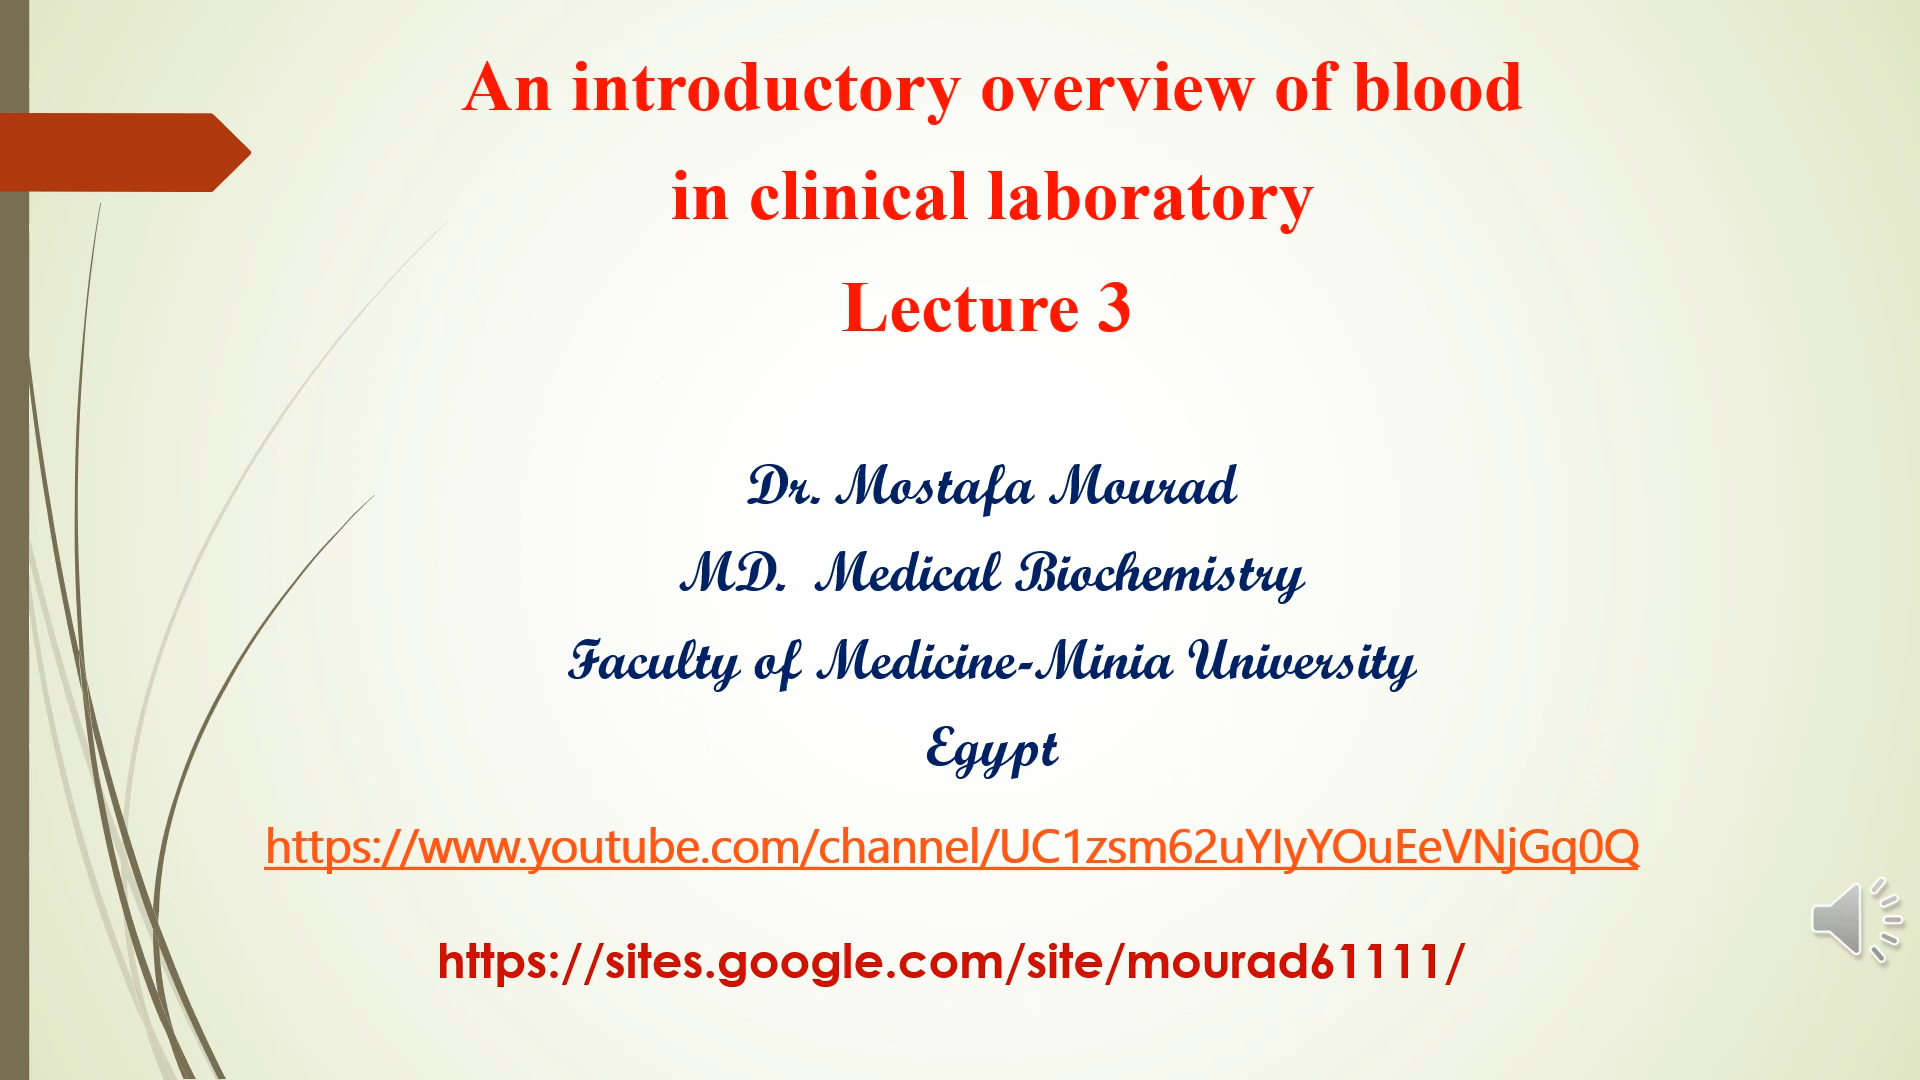 An introductory overview of blood
in clinical laboratory
Lecture 3
Dr. Mostafa Mourad
MD. Medical Biochemistry
Faculty of Medicine-Minia University
Egypt
https://www.youtube.com/channel/UC1zsm62uYIyYOuEeVNjGq0Q
https://sites.google.com/site/mourad61111/